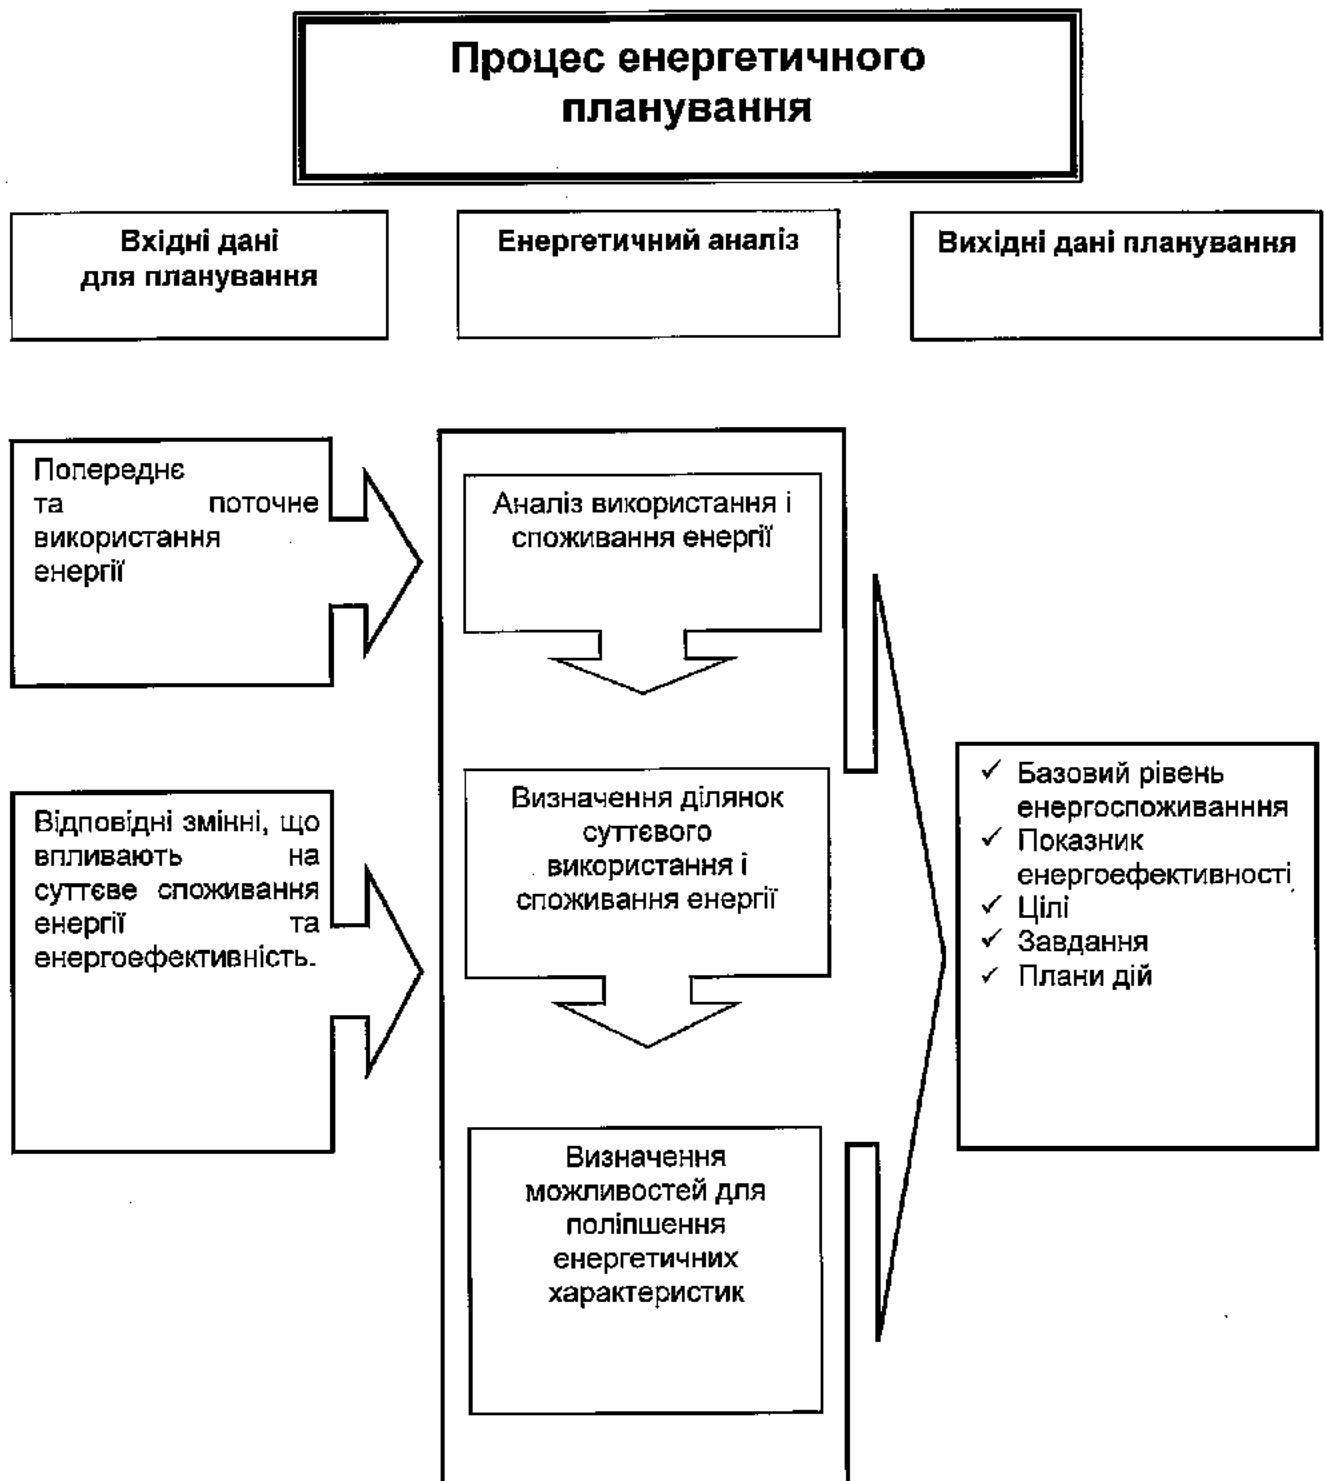 Процес енергетичного
планування
Вхідні дані
для планування
Енергетичний аналіз
Вихідні дані планування
Попереднє
та поточне
використання
енергії
Відповідні змінні, що
впливають на
суттєве споживання
енергії та
енергоефективність.
Аналіз використання і
споживання енергії
Визначення ділянок
суттєвого
використання і
споживання енергії
Визначення
можливостей для
поліпшення
енергетичних
характеристик
✓ Базовий рівень
енергоспоживанння
✓ Показник
енергоефективності
✓ Цілі
✓ Завдання
✓ Плани дій